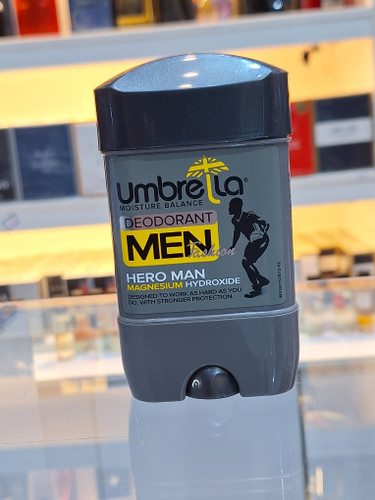 Umbrella®
MOISTURE BALANCE
DEODORANT
MEN
Fashion
HERO MAN
MAGNESIUM HYDROXIDE
DESIGNED TO WORK AS HARD AS YOU
DO, WITH STRONGER PROTECTION.